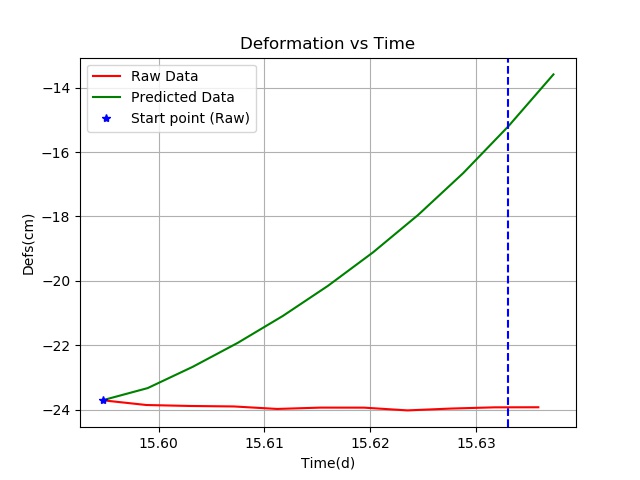 Deformation vs Time
Raw Data
Predicted Data
Start point (Raw)
−14
−16
−18
−20
−22
−24
Defs(cm)
15.60
15.61
15.62
15.63
Time(d)